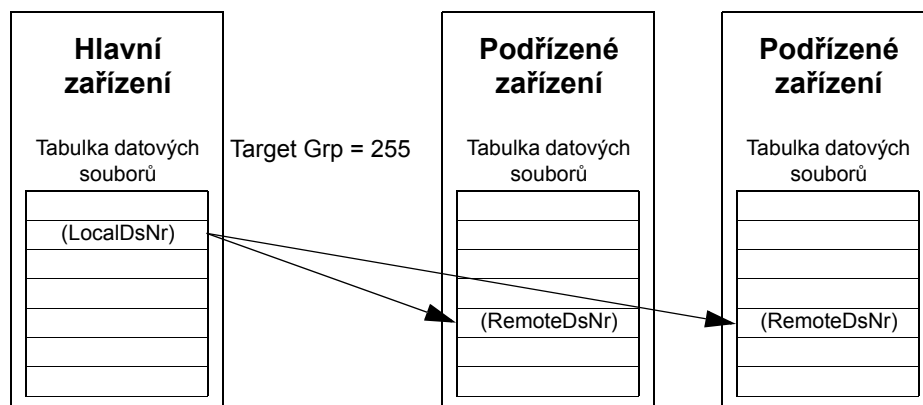 Hlavní
zařízení
Tabulka datových
souborů
(LocalDsNr)
Target Grp = 255
Podřízené
zařízení
Tabulka datových
souborů
(RemoteDsNr)
Podřízené
zařízení
Tabulka datových
souborů
(RemoteDsNr)